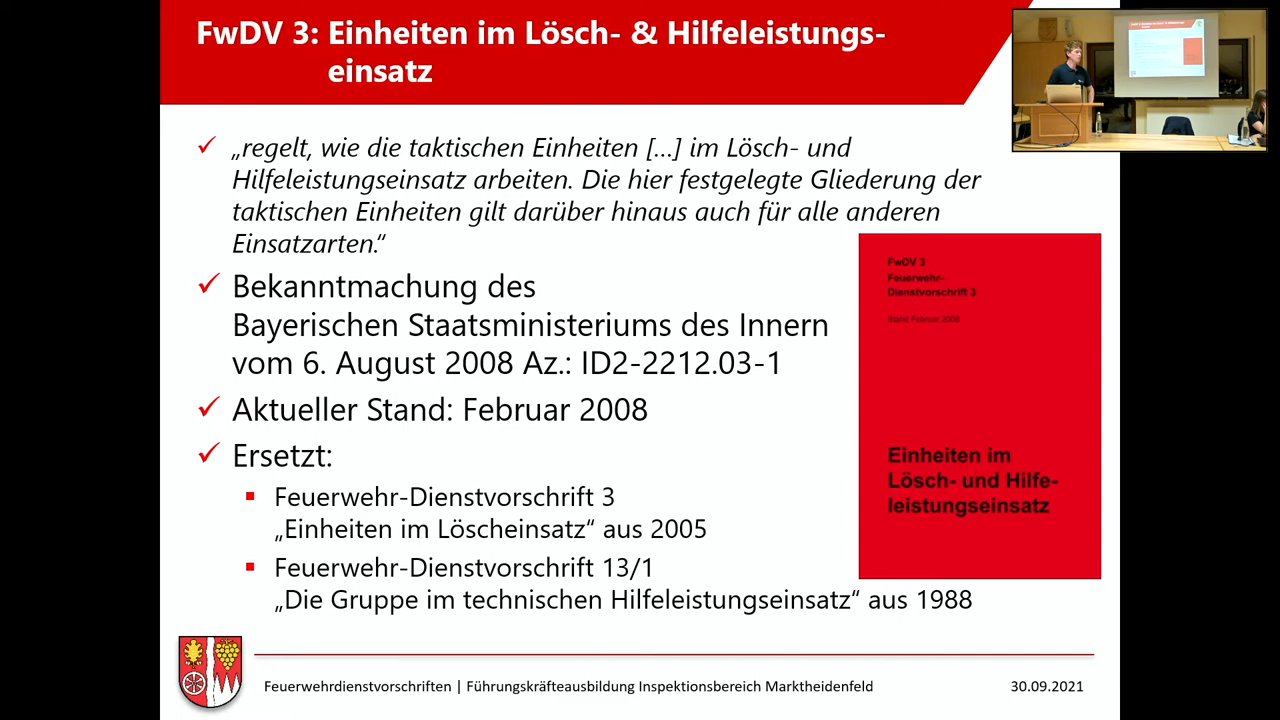 FwDV 3: Einheiten im Lösch- & Hilfeleistungs-
einsatz
„regelt, wie die taktischen Einheiten [...] im Lösch- und
Hilfeleistungseinsatz arbeiten. Die hier festgelegte Gliederung der
taktischen Einheiten gilt darüber hinaus auch für alle anderen
Einsatzarten.“
Bekanntmachung des
Bayerischen Staatsministeriums des Innern
vom 6. August 2008 Az.: ID2-2212.03-1
Aktueller Stand: Februar 2008
Ersetzt:
Feuerwehr-Dienstvorschrift 3
„Einheiten im Löscheinsatz“ aus 2005
Feuerwehr-Dienstvorschrift 13/1
„Die Gruppe im technischen Hilfeleistungseinsatz“ aus 1988
FwDV 3
Feuerwehr-
Dienstvorschrift 3
Stand Februar 2008
Einheiten im
Lösch- und Hilfe-
leistungseinsatz
Feuerwehrdienstvorschriften | Führungskräfteausbildung Inspektionsbereich Marktheidenfeld
30.09.2021